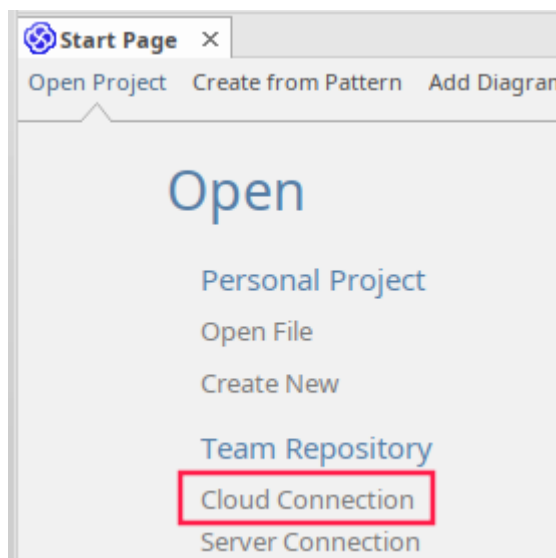 Start Page
Open Project Create from Pattern Add Diagram
Open
Personal Project
Open File
Create New
Team Repository
Cloud Connection
Server Connection